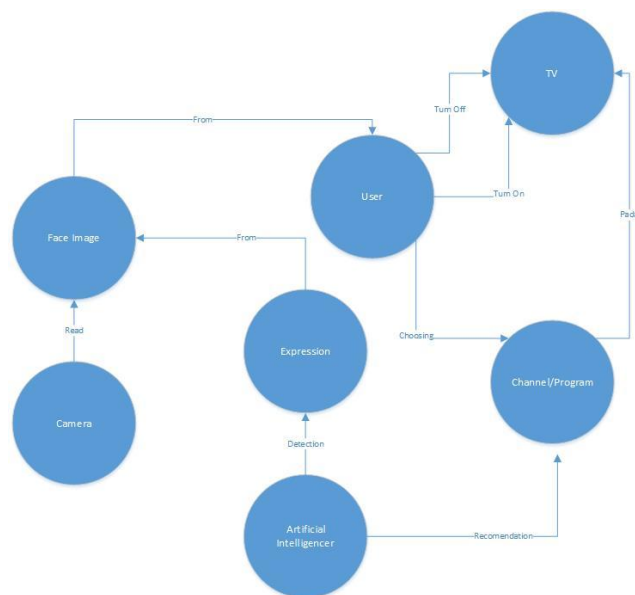 TV
Turn Off
From
User
Turn On
Face Image
Pada
From
Read
Choosing
Expression
Channel/Program
Camera
Detection
Artificial
Intelligencer
Recomendation